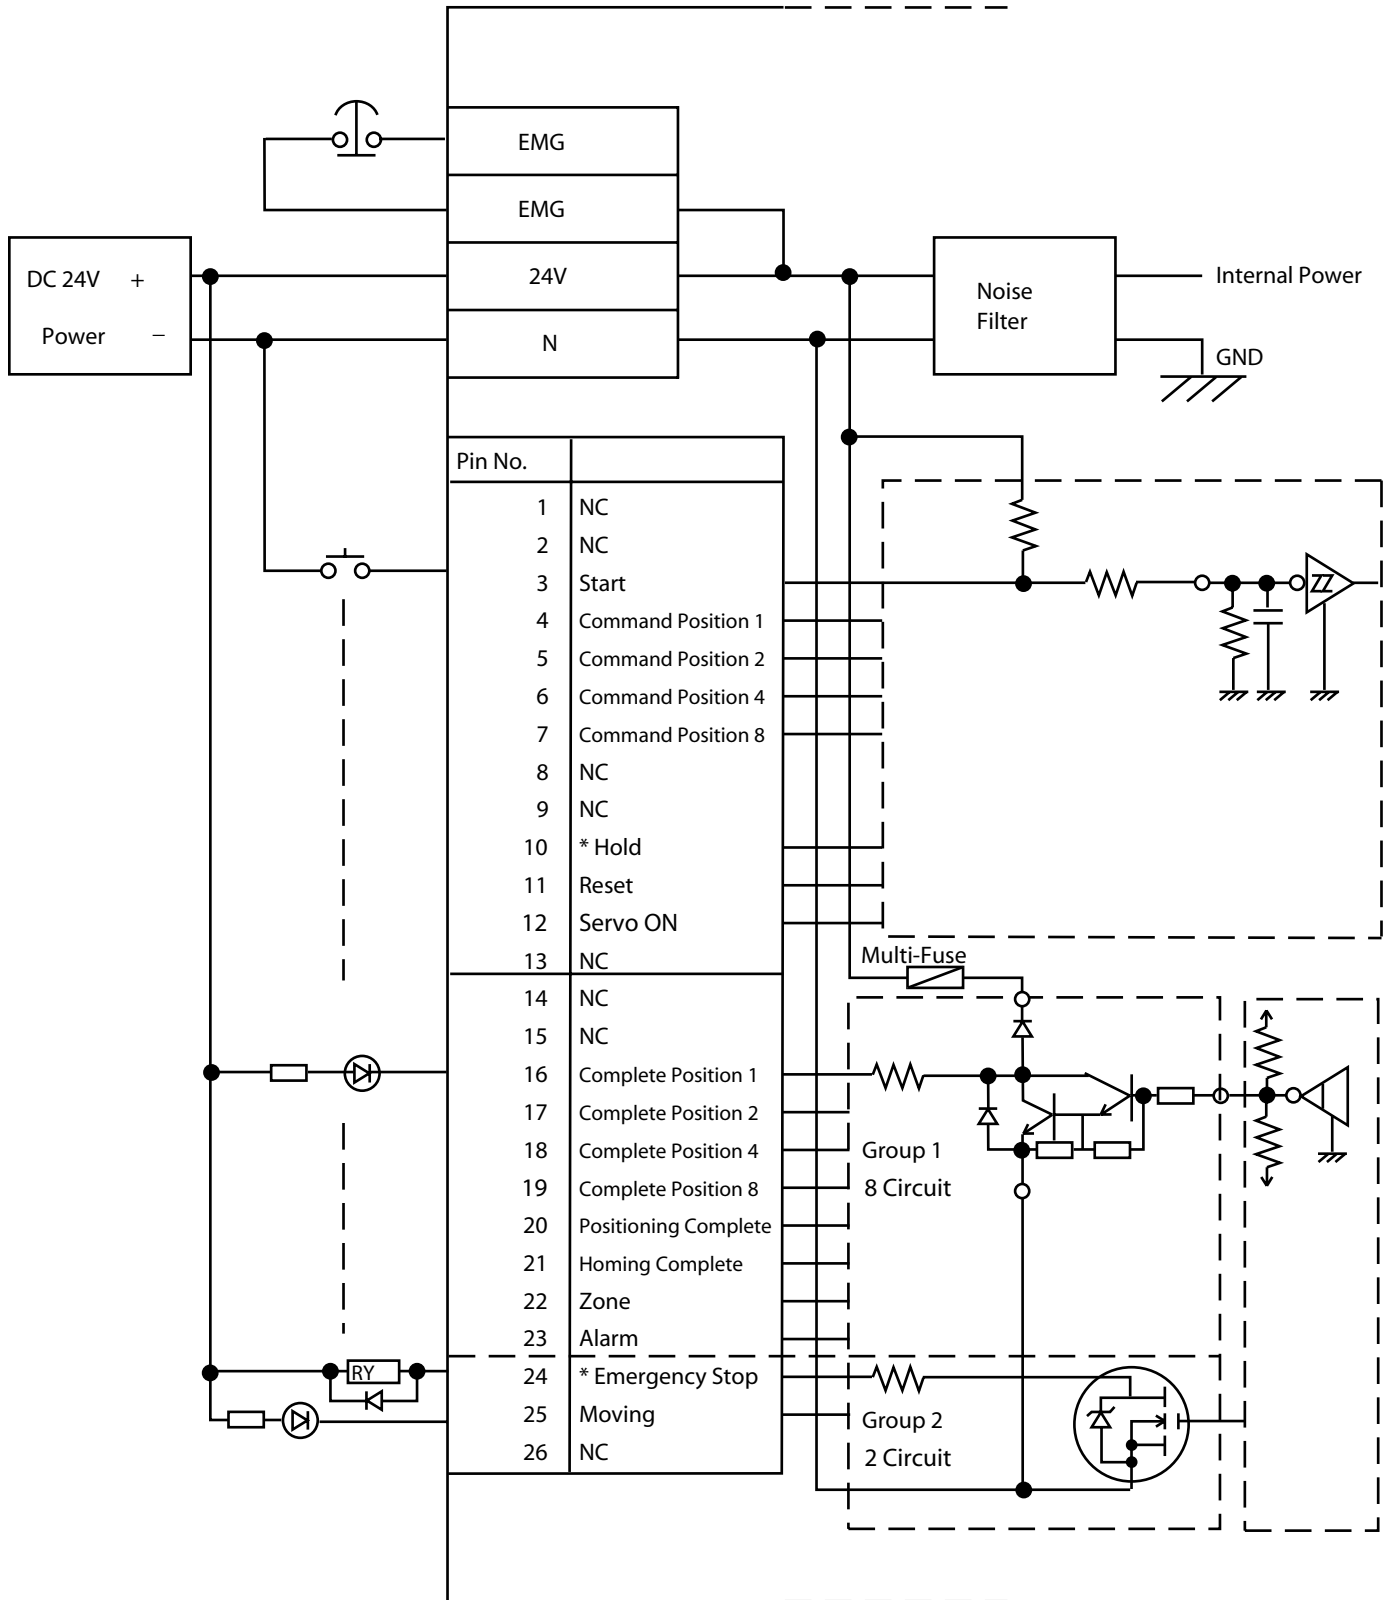 EMG
EMG
DC 24V +
24V
Noise
Filter
Internal Power
Power −
N
GND
Pin No.
1 NC
2 NC
3 Start
4 Command Position 1
5 Command Position 2
6 Command Position 4
7 Command Position 8
8 NC
9 NC
10 * Hold
11 Reset
12 Servo ON
13 NC
Multi-Fuse
14 NC
15 NC
16 Complete Position 1
17 Complete Position 2
18 Complete Position 4
19 Complete Position 8
20 Positioning Complete
21 Homing Complete
22 Zone
23 Alarm
Group 1
8 Circuit
RY
24 * Emergency Stop
25 Moving
26 NC
Group 2
2 Circuit